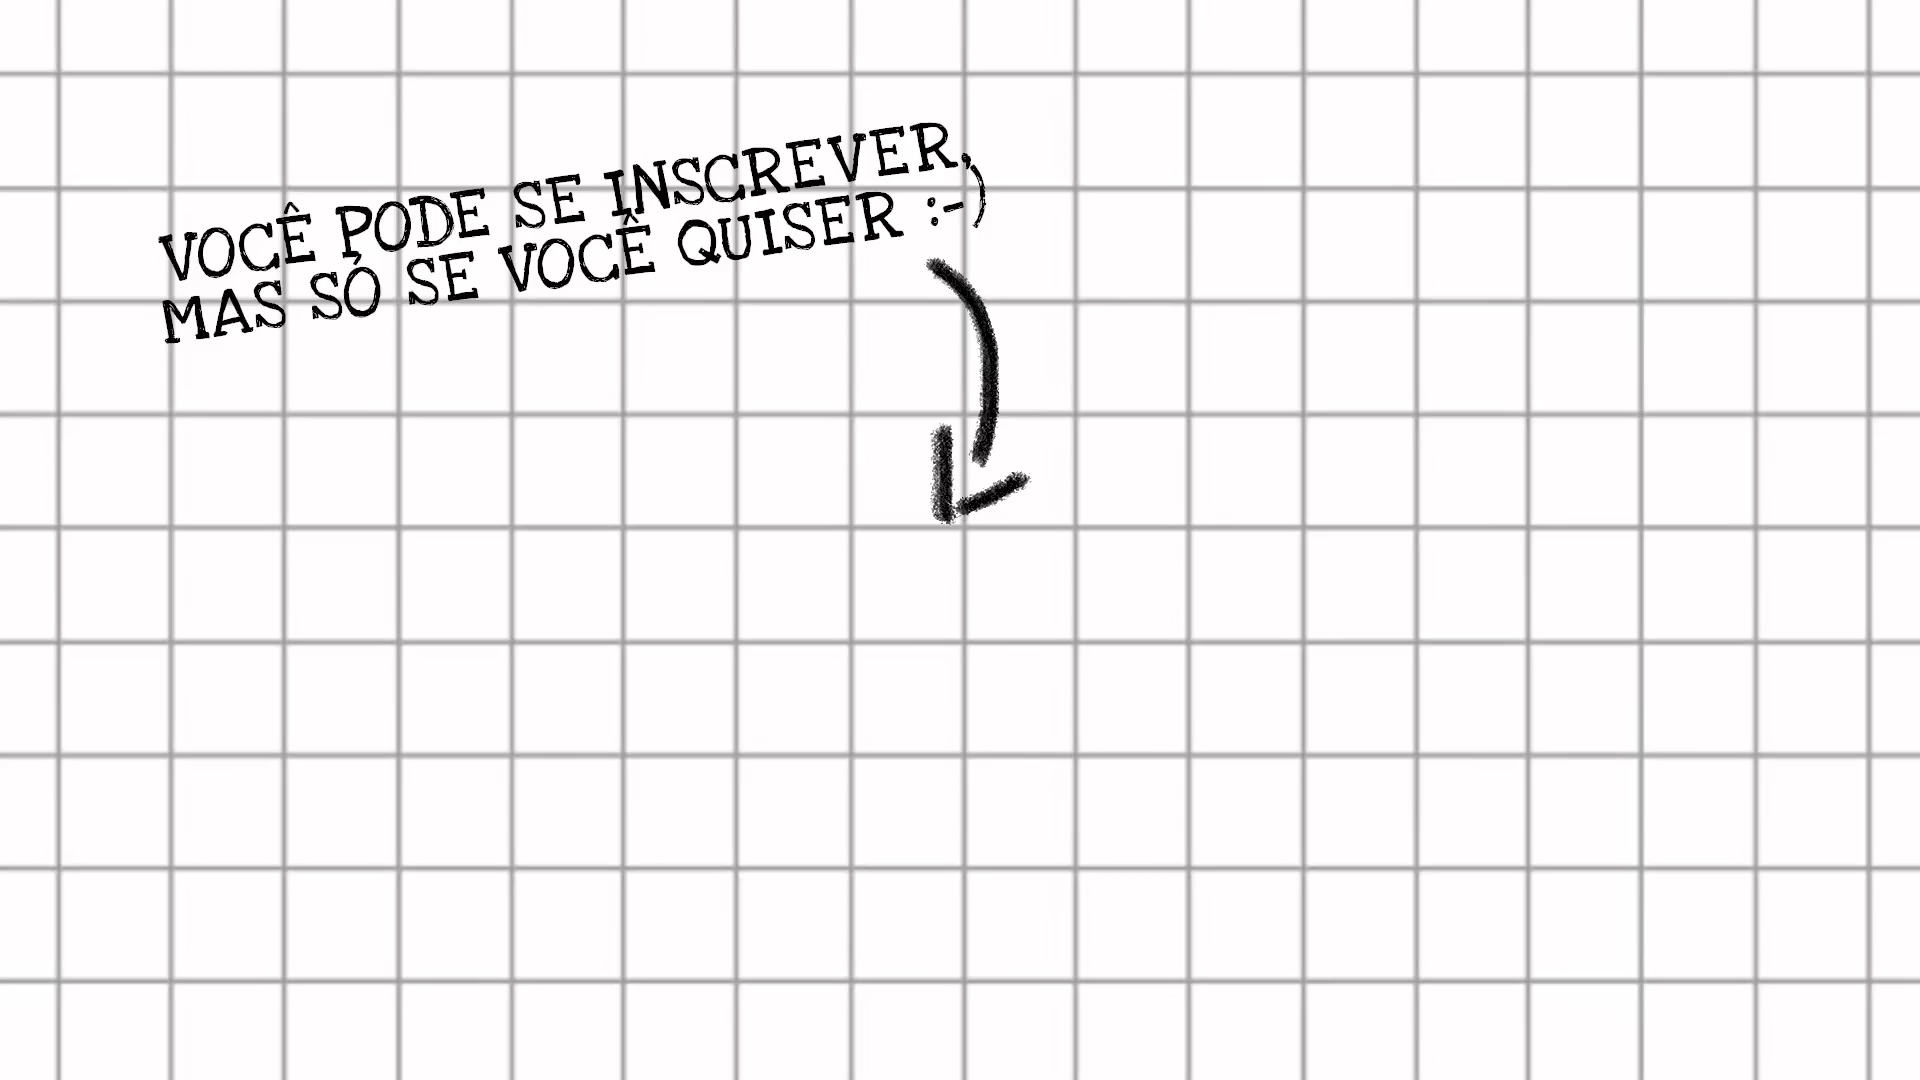 VOCÊ PODE SE INSCREVER,
MAS SÓ SE VOCÊ QUISER :-)